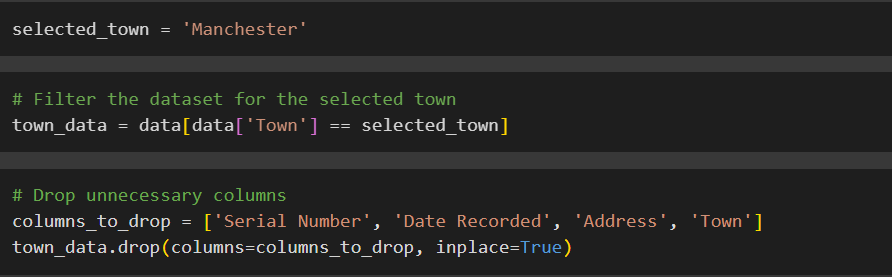 selected_town = 'Manchester'
# Filter the dataset for the selected town
town_data = data[data['Town'] == selected_town]
# Drop unnecessary columns
columns_to_drop = ['Serial Number', 'Date Recorded', 'Address', 'Town']
town_data.drop(columns=columns_to_drop, inplace=True)